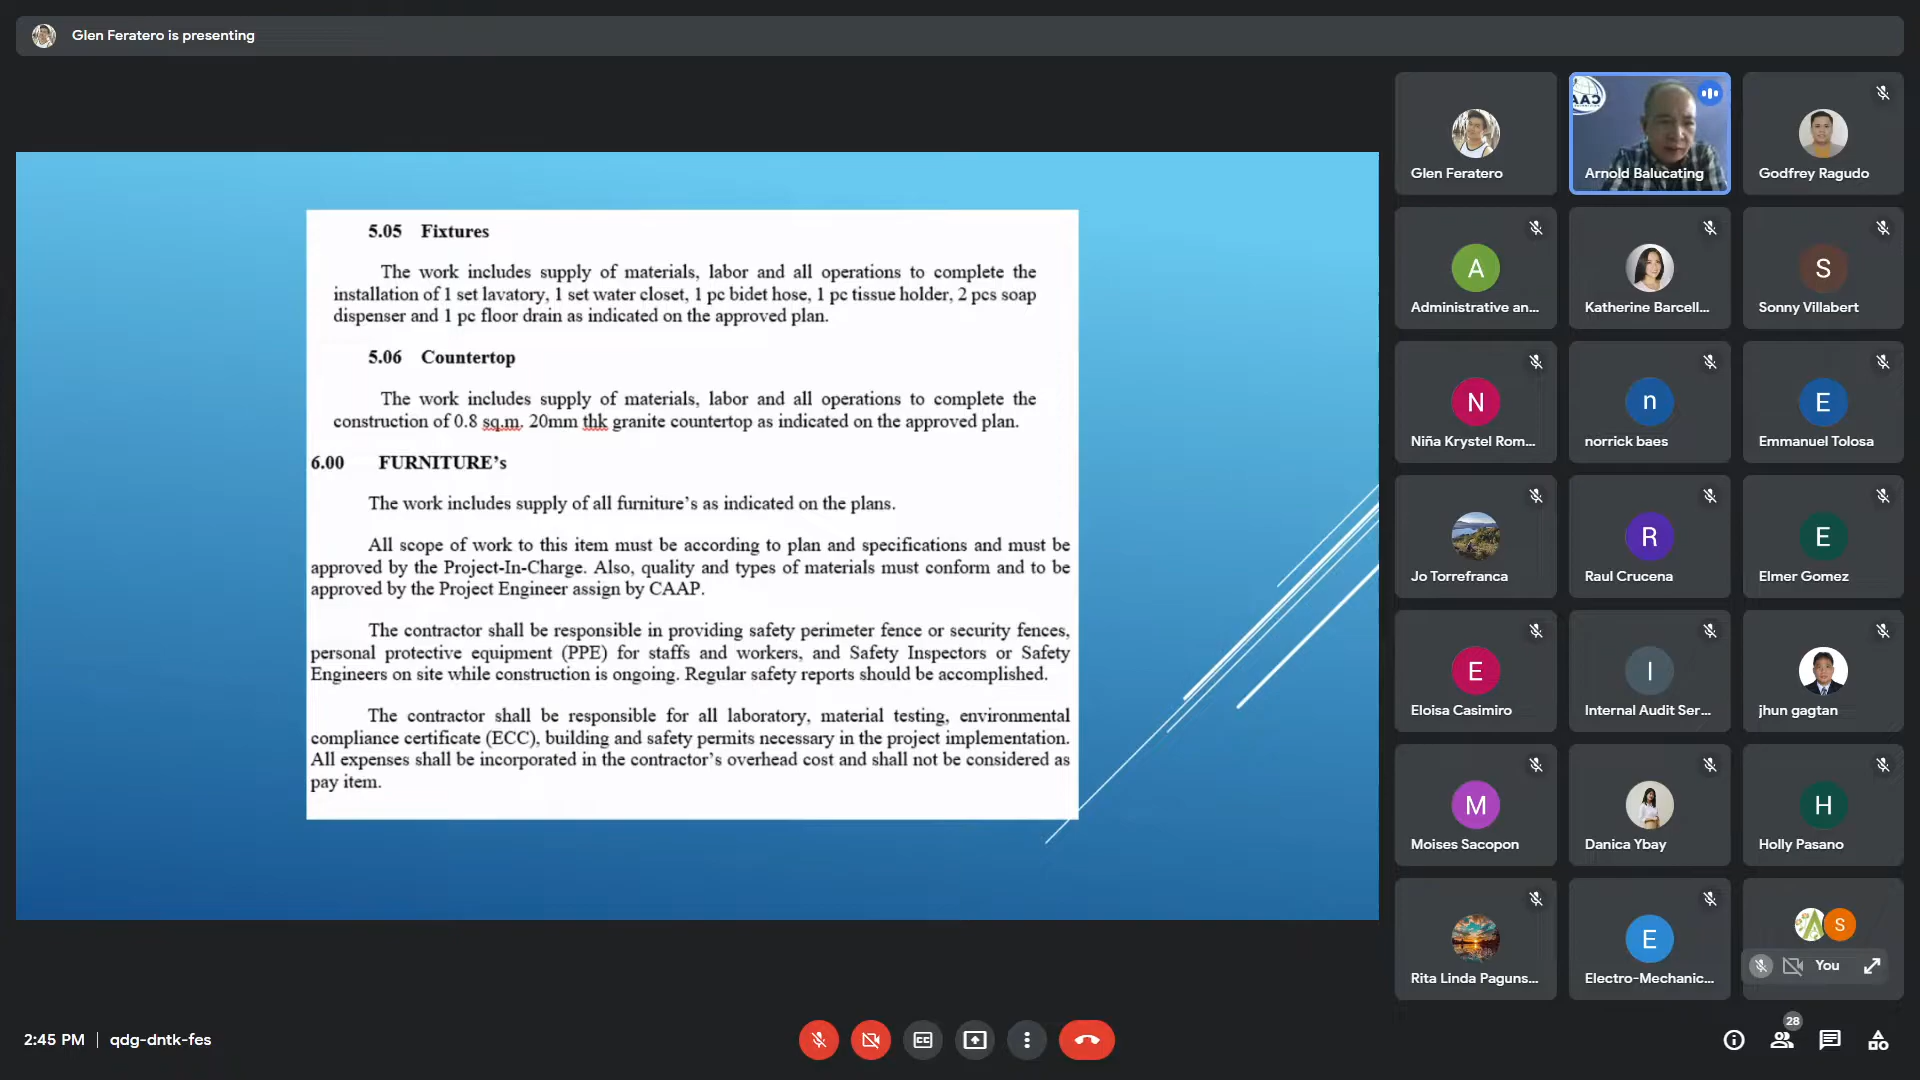 Glen Feratero is presenting
5.05 Fixtures
The work includes supply of materials, labor and all operations to complete the
installation of 1 set lavatory, 1 set water closet, 1 pc bidet hose, 1 pc tissue holder, 2 pcs soap
dispenser and 1 pc floor drain as indicated on the approved plan.
5.06 Countertop
The work includes supply of materials, labor and all operations to complete the
construction of 0.8 sq.m. 20mm thk granite countertop as indicated on the approved plan.
6.00 FURNITURE's
The work includes supply of all furniture's as indicated on the plans.
All scope of work to this item must be according to plan and specifications and must be
approved by the Project-In-Charge. Also, quality and types of materials must conform and to be
approved by the Project Engineer assign by CAAP.
The contractor shall be responsible in providing safety perimeter fence or security fences,
personal protective equipment (PPE) for staffs and workers, and Safety Inspectors or Safety
Engineers on site while construction is ongoing. Regular safety reports should be accomplished.
The contractor shall be responsible for all laboratory, material testing, environmental
compliance certificate (ECC), building and safety permits necessary in the project implementation.
All expenses shall be incorporated in the contractor's overhead cost and shall not be considered as
pay item.
Glen Feratero
CAA
Arnold Balucating
Godfrey Ragudo
A
Administrative an...
Katherine Barcell...
S
Sonny Villabert
N
Niña Krystel Rom...
n
norrick baes
E
Emmanuel Tolosa
Jo Torrefranca
R
Raul Crucena
E
Elmer Gomez
E
Eloisa Casimiro
I
Internal Audit Ser...
jhun gagtan
M
Moises Sacopon
Danica Ybay
H
Holly Pasano
Rita Linda Paguns...
E
Electro-Mechanic...
S
You
2:45 PM | qdg-dntk-fes
28